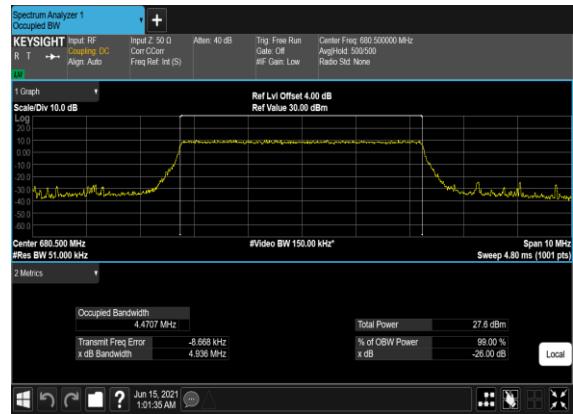 Spectrum Analyzer 1
Occupied BW
+
KEYSIGHT Input: RF Input Z: 50 Ω Atten: 40 dB Trig: Free Run Center Freq: 680.500000 MHz
R T Coupling: DC Corr CCorr Gate: Off Avg|Hold: 500/500
Align: Auto Freq Ref: Int (S) #IF Gain: Low Radio Std: None
1 Graph
Ref Lvl Offset 4.00 dB
Scale/Div 10.0 dB Ref Value 30.00 dBm
Log
20.0
10.0
0.00
-10.0
-20.0
-30.0
-40.0
-50.0
-60.0
Center 680.500 MHz #Video BW 150.00 kHz* Span 10 MHz
#Res BW 51.000 kHz Sweep 4.80 ms (1001 pts)
2 Metrics
Occupied Bandwidth
4.4707 MHz Total Power 27.6 dBm
Transmit Freq Error -8.668 kHz % of OBW Power 99.00 %
x dB Bandwidth 4.936 MHz x dB -26.00 dB
Local
? Jun 15, 2021
1:01:35 AM